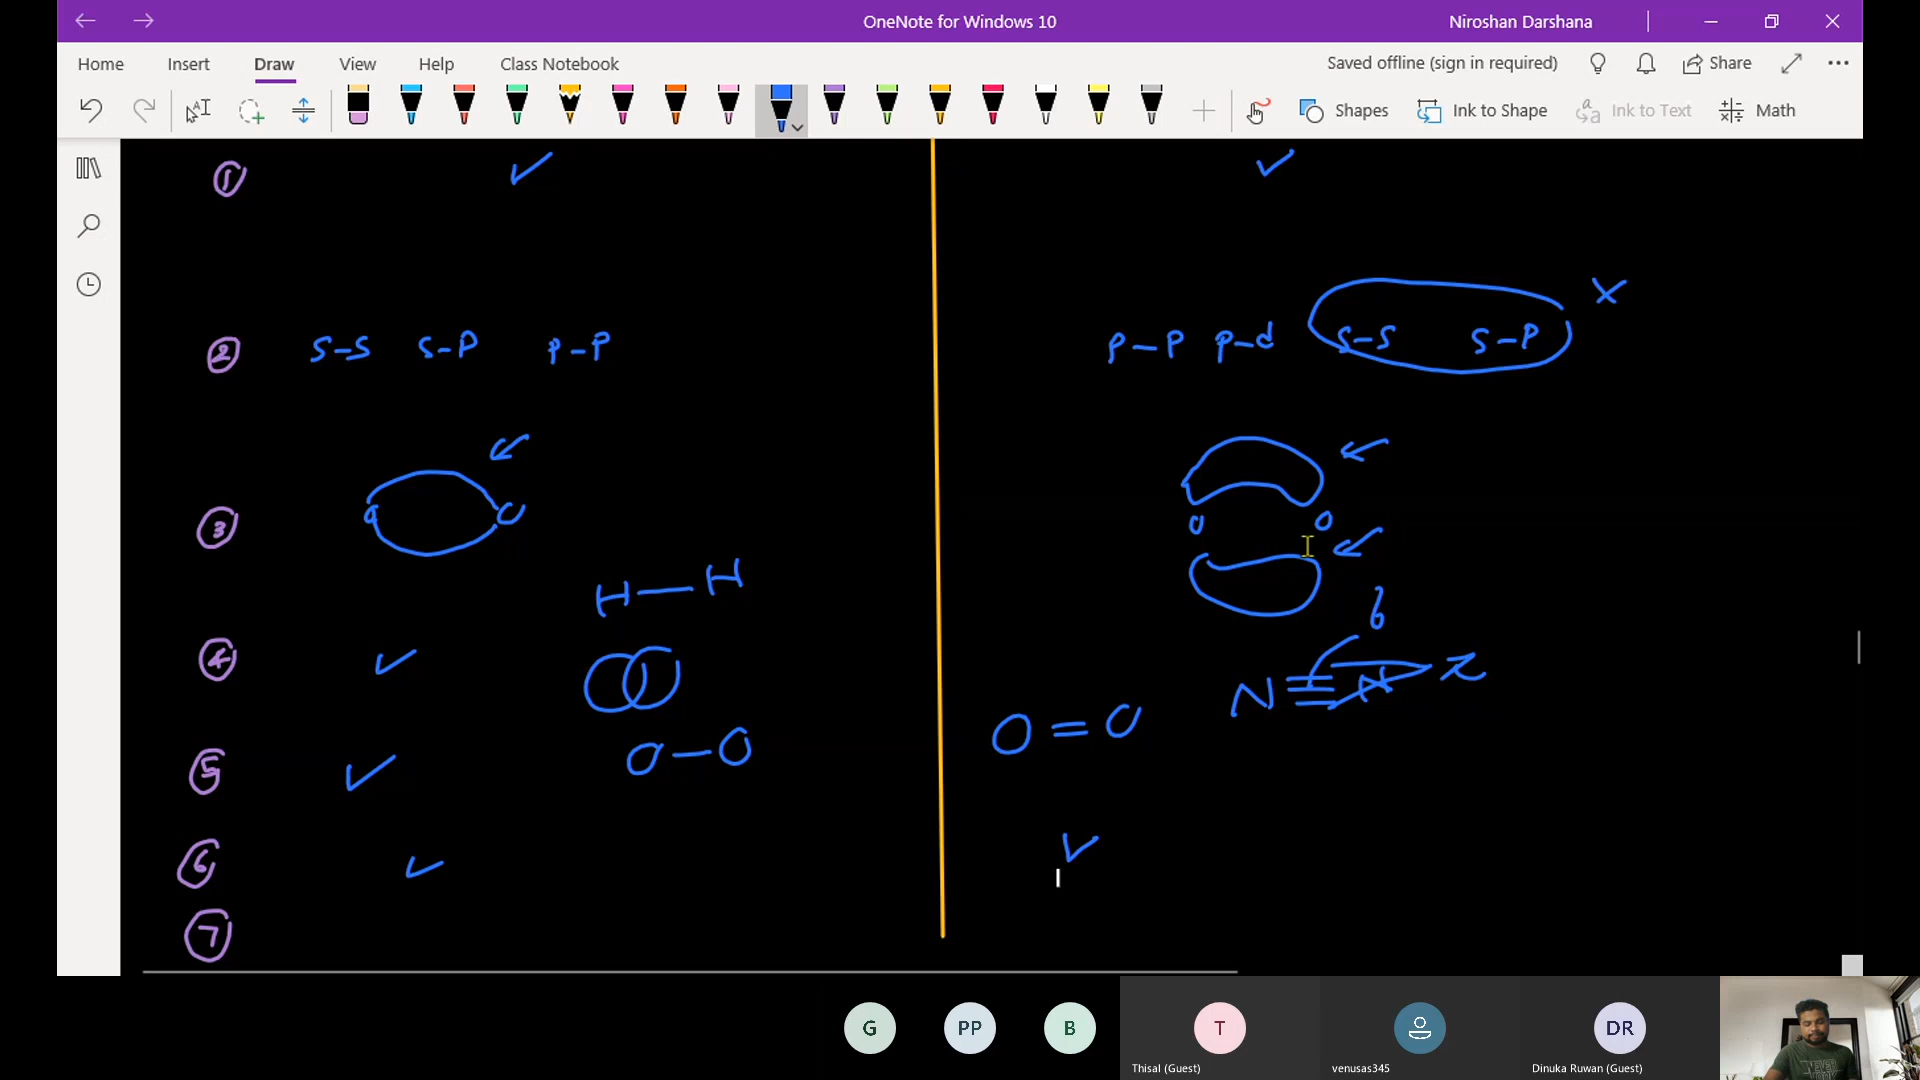 OneNote for Windows 10
Niroshan Darshana
Home Insert Draw View Help Class Notebook
Saved offline (sign in required) Share
Shapes Ink to Shape Ink to Text Math
1
2 S-S S-P P-P
P-P P-d S-S S-P X
3
H-H
4
N≡N
5 O-O
O=O
6
7
G PP B T DR
Thisal (Guest) venusas345 Dinuka Ruwan (Guest)